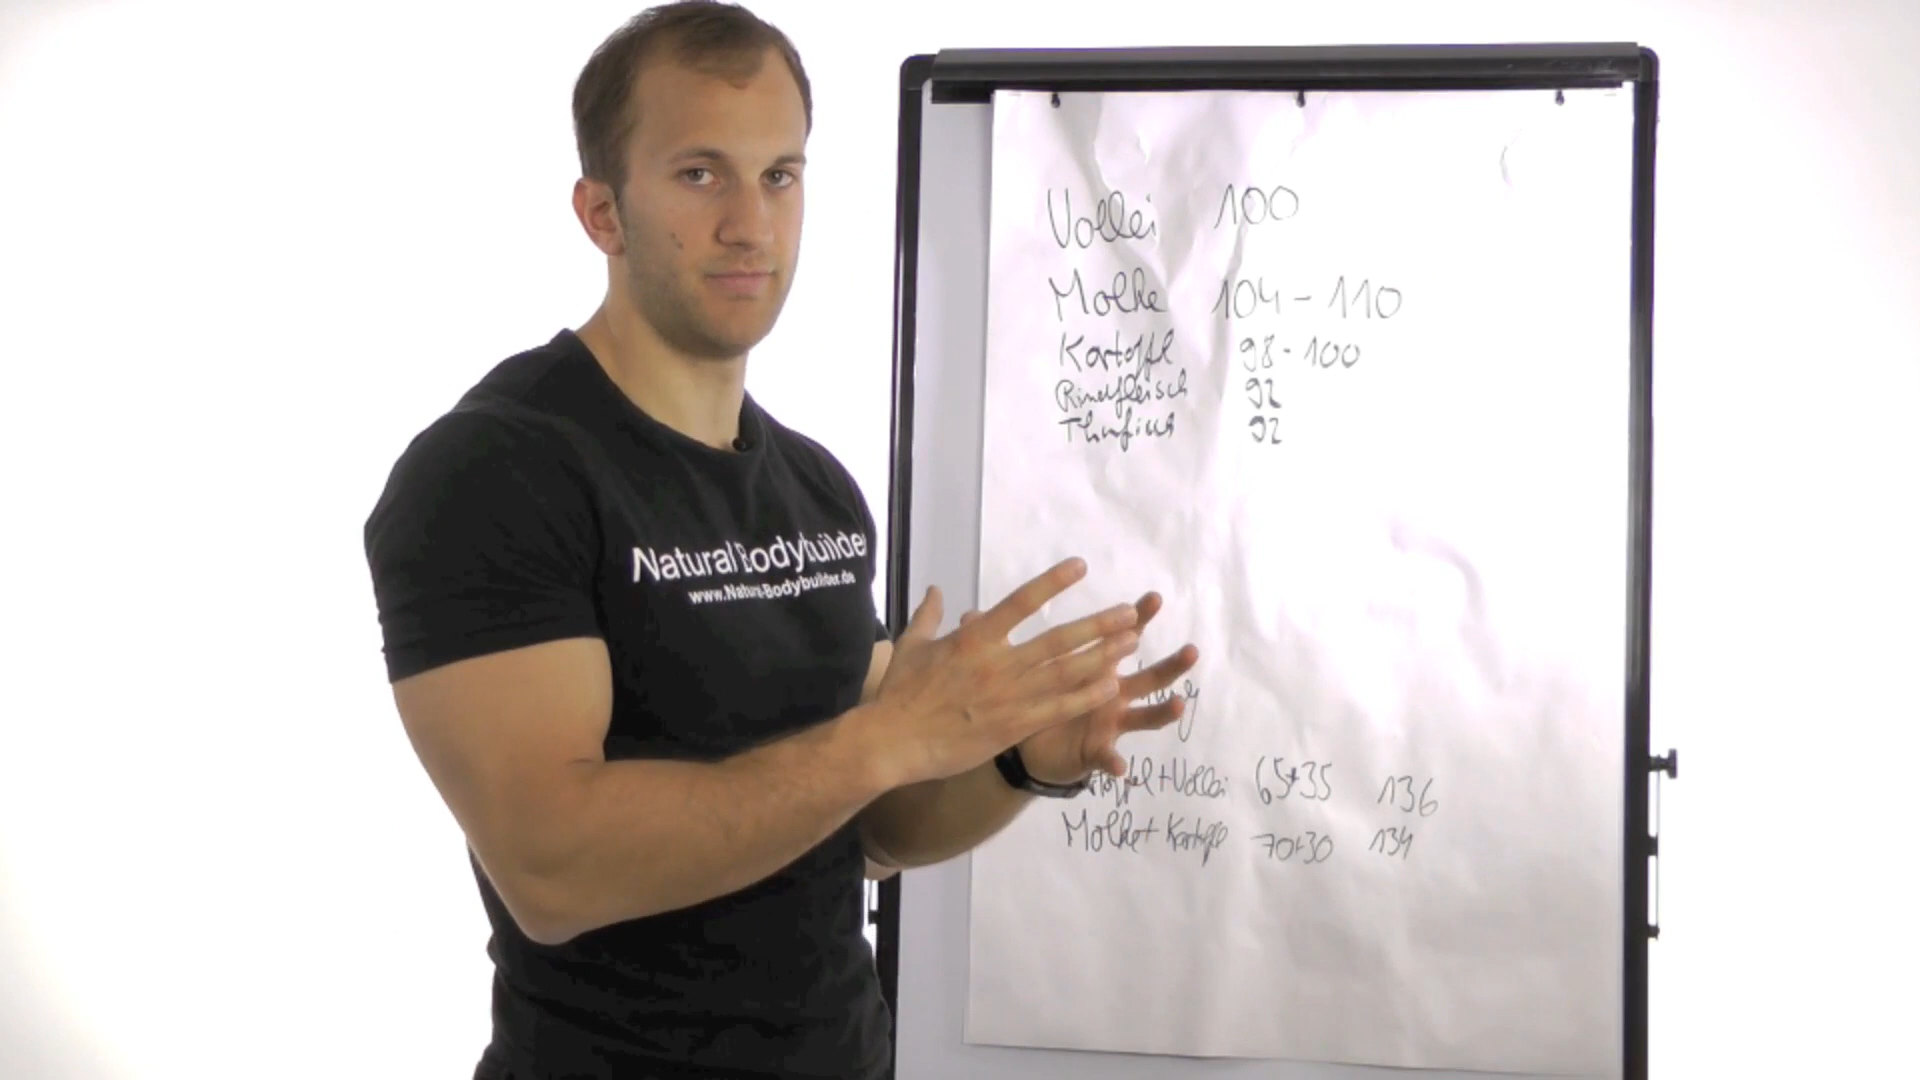 Natural Bodybuilder
www.Natural-Bodybuilder.de
Vollei 100
Molke 104 - 110
Kartoffel 98 - 100
Rindfleisch 92
Thunfisch 92
+ Vollei 65+35 136
Molke + Kartoffel 70+30 134